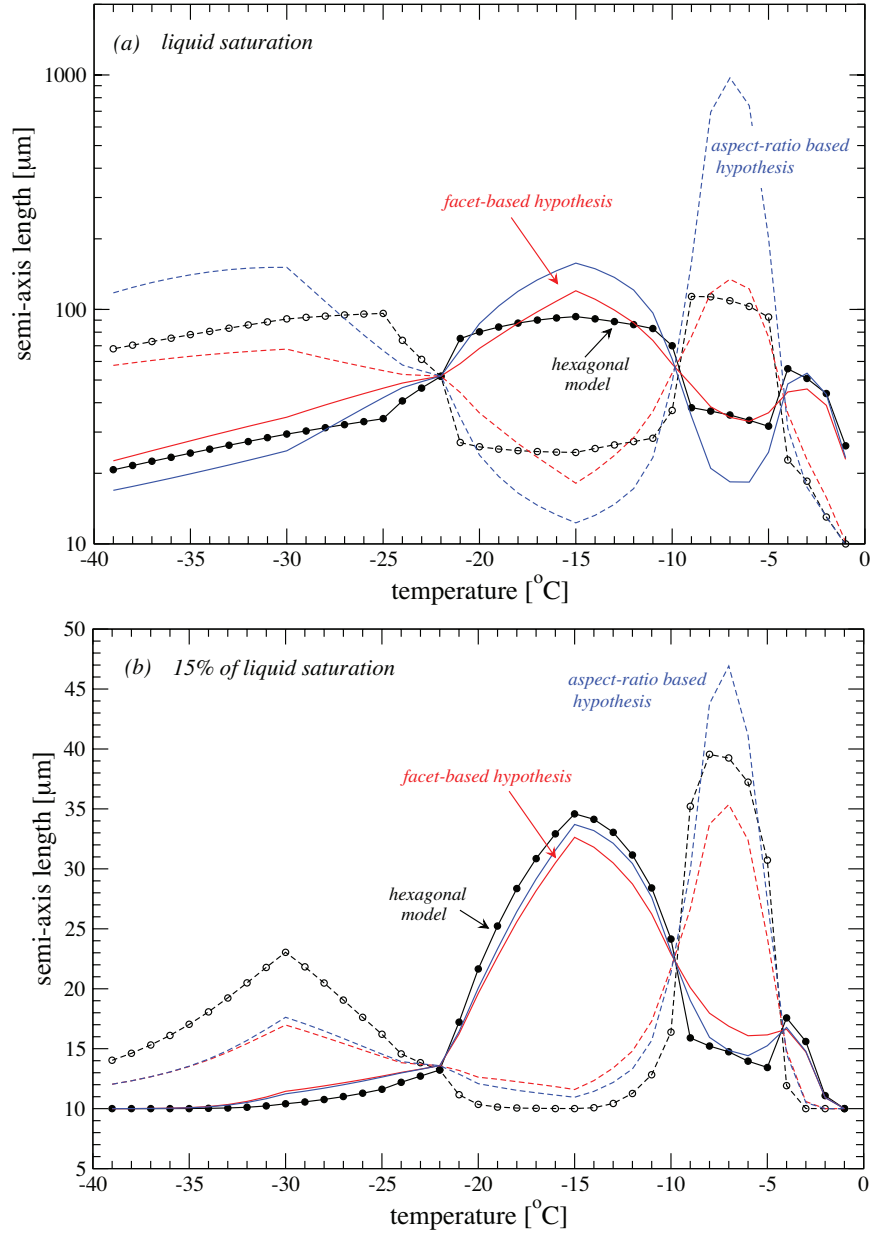 (a) liquid saturation
1000
100
10
semi-axis length [µm]
aspect-ratio based
hypothesis
facet-based hypothesis
hexagonal
model
-40 -35 -30 -25 -20 -15 -10 -5 0
temperature [°C]
(b) 15% of liquid saturation
50
45
40
35
30
25
20
15
10
5
semi-axis length [µm]
aspect-ratio based
hypothesis
facet-based hypothesis
hexagonal
model
-40 -35 -30 -25 -20 -15 -10 -5 0
temperature [°C]